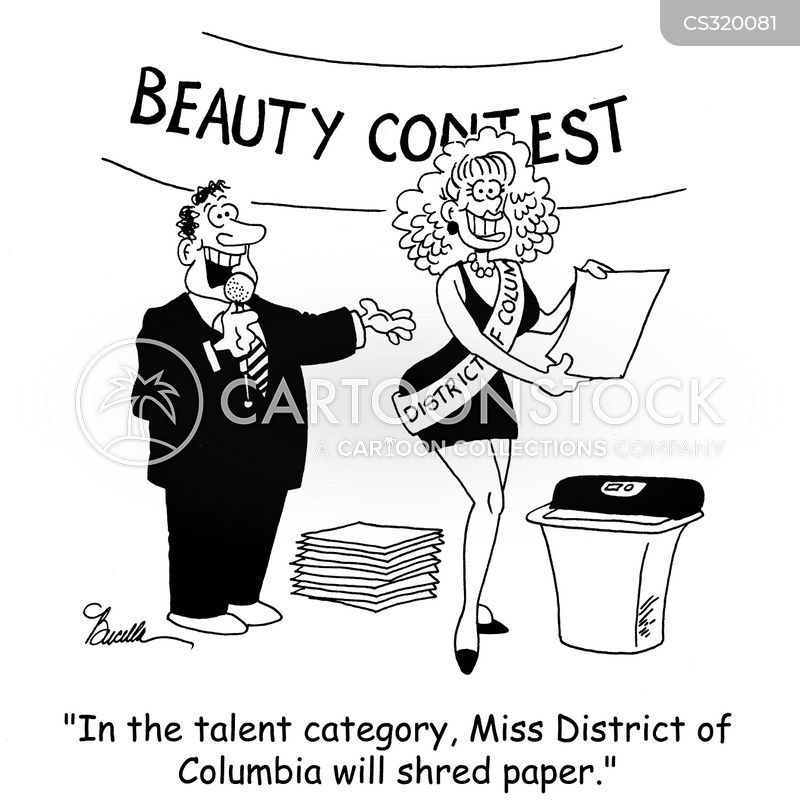 CS320081
BEAUTY CONTEST
DISTRICT OF COLUM
CARTOONSTOCK
A CARTOON COLLECTIONS COMPANY
Bucella
"In the talent category, Miss District of
Columbia will shred paper."